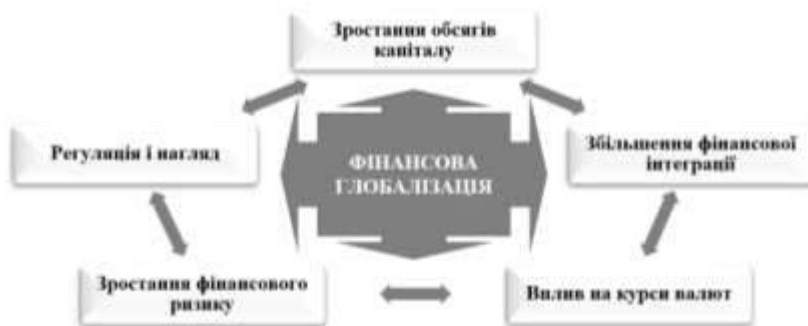 Зростання обсягів
капіталу
Регуляція і нагляд
ФІНАНСОВА
ГЛОБАЛІЗАЦІЯ
Збільшення фінансової
інтеграції
Зростання фінансового
ризику
Вплив на курси валют